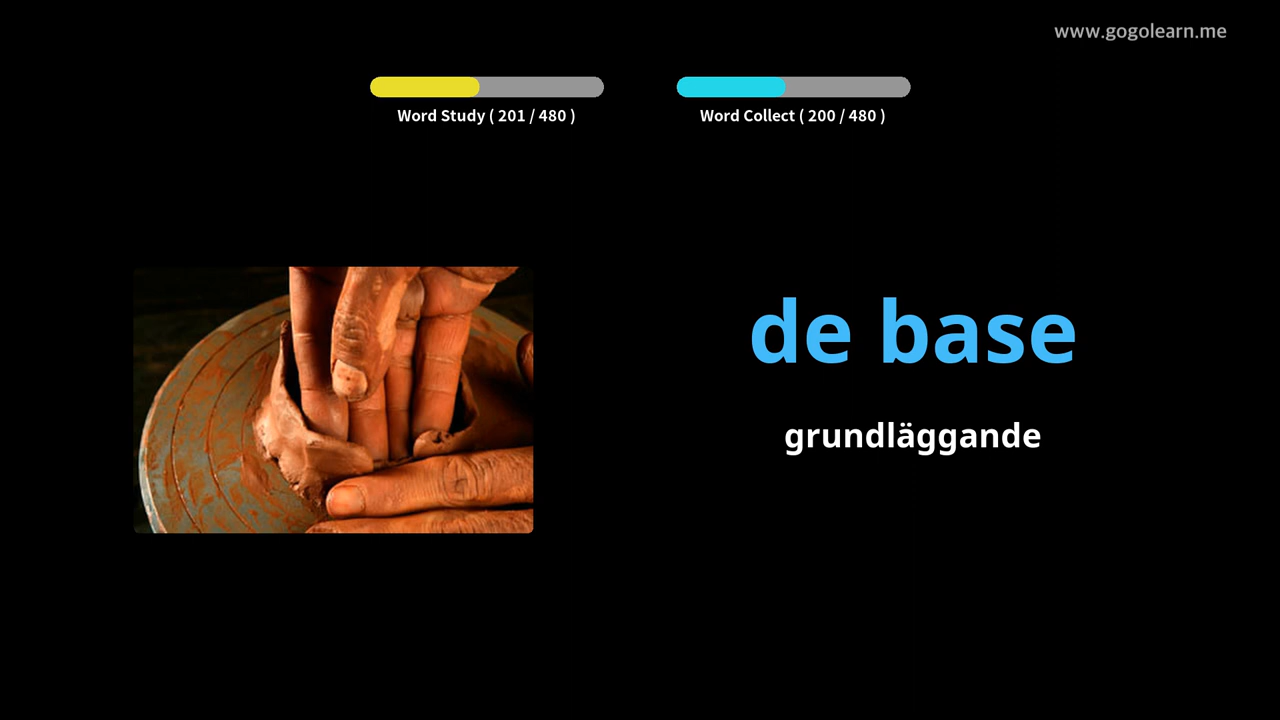 www.gogolearn.me
Word Study ( 201 / 480 )
Word Collect ( 200 / 480 )
de base
grundläggande